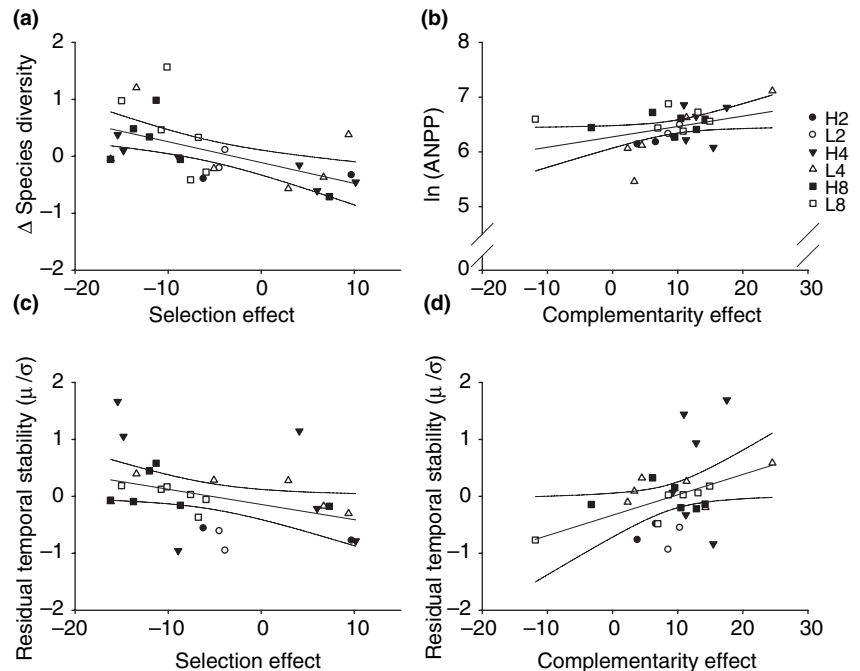 (a)
2
1
0
−1
−2
Δ Species diversity
−20
−10
0
10
Selection effect
(b)
8
7
6
5
0
ln (ANPP)
−20
−10
0
10
20
30
Complementarity effect
H2
L2
H4
L4
H8
L8
(c)
2
1
0
−1
−2
Residual temporal stability (μ/σ)
−20
−10
0
10
Selection effect
(d)
2
1
0
−1
−2
Residual temporal stability (μ/σ)
−20
−10
0
10
20
30
Complementarity effect